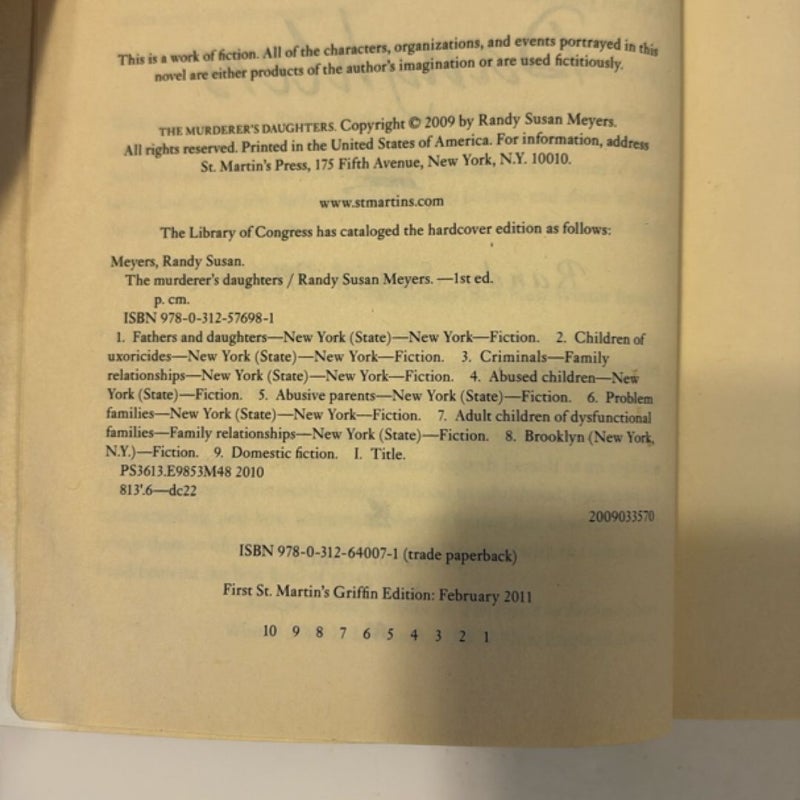 This is a work of fiction. All of the characters, organizations, and events portrayed in this
novel are either products of the author's imagination or are used fictitiously.
THE MURDERER'S DAUGHTERS. Copyright © 2009 by Randy Susan Meyers.
All rights reserved. Printed in the United States of America. For information, address
St. Martin's Press, 175 Fifth Avenue, New York, N.Y. 10010.
www.stmartins.com
The Library of Congress has cataloged the hardcover edition as follows:
Meyers, Randy Susan.
The murderer's daughters / Randy Susan Meyers. —1st ed.
p. cm.
ISBN 978-0-312-57698-1
1. Fathers and daughters—New York (State)—New York—Fiction. 2. Children of
uxoricides—New York (State)—New York—Fiction. 3. Criminals—Family
relationships—New York (State)—New York—Fiction. 4. Abused children—New
York (State)—Fiction. 5. Abusive parents—New York (State)—Fiction. 6. Problem
families—New York (State)—New York—Fiction. 7. Adult children of dysfunctional
families—Family relationships—New York (State)—Fiction. 8. Brooklyn (New York,
N.Y.)—Fiction. 9. Domestic fiction. I. Title.
PS3613.E9853M48 2010
813'.6—dc22
2009033570
ISBN 978-0-312-64007-1 (trade paperback)
First St. Martin's Griffin Edition: February 2011
10 9 8 7 6 5 4 3 2 1